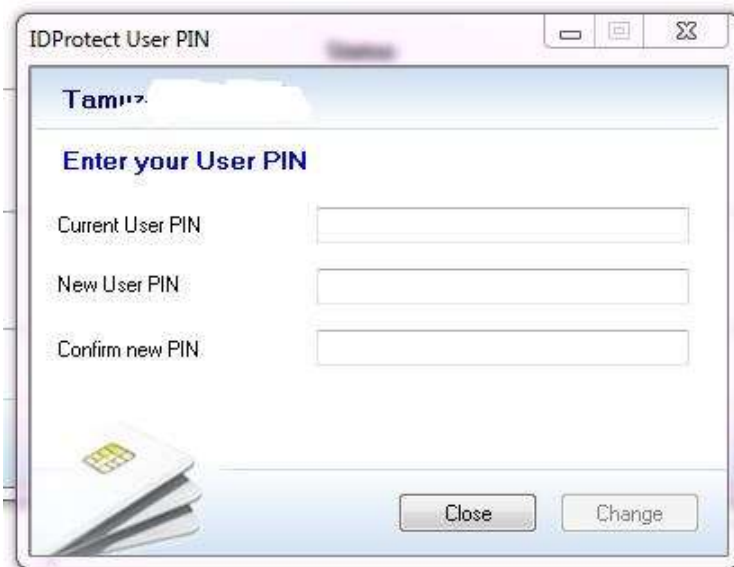 IDProtect User PIN
Enter your User PIN
Current User PIN
New User PIN
Confirm new PIN
Close
Change